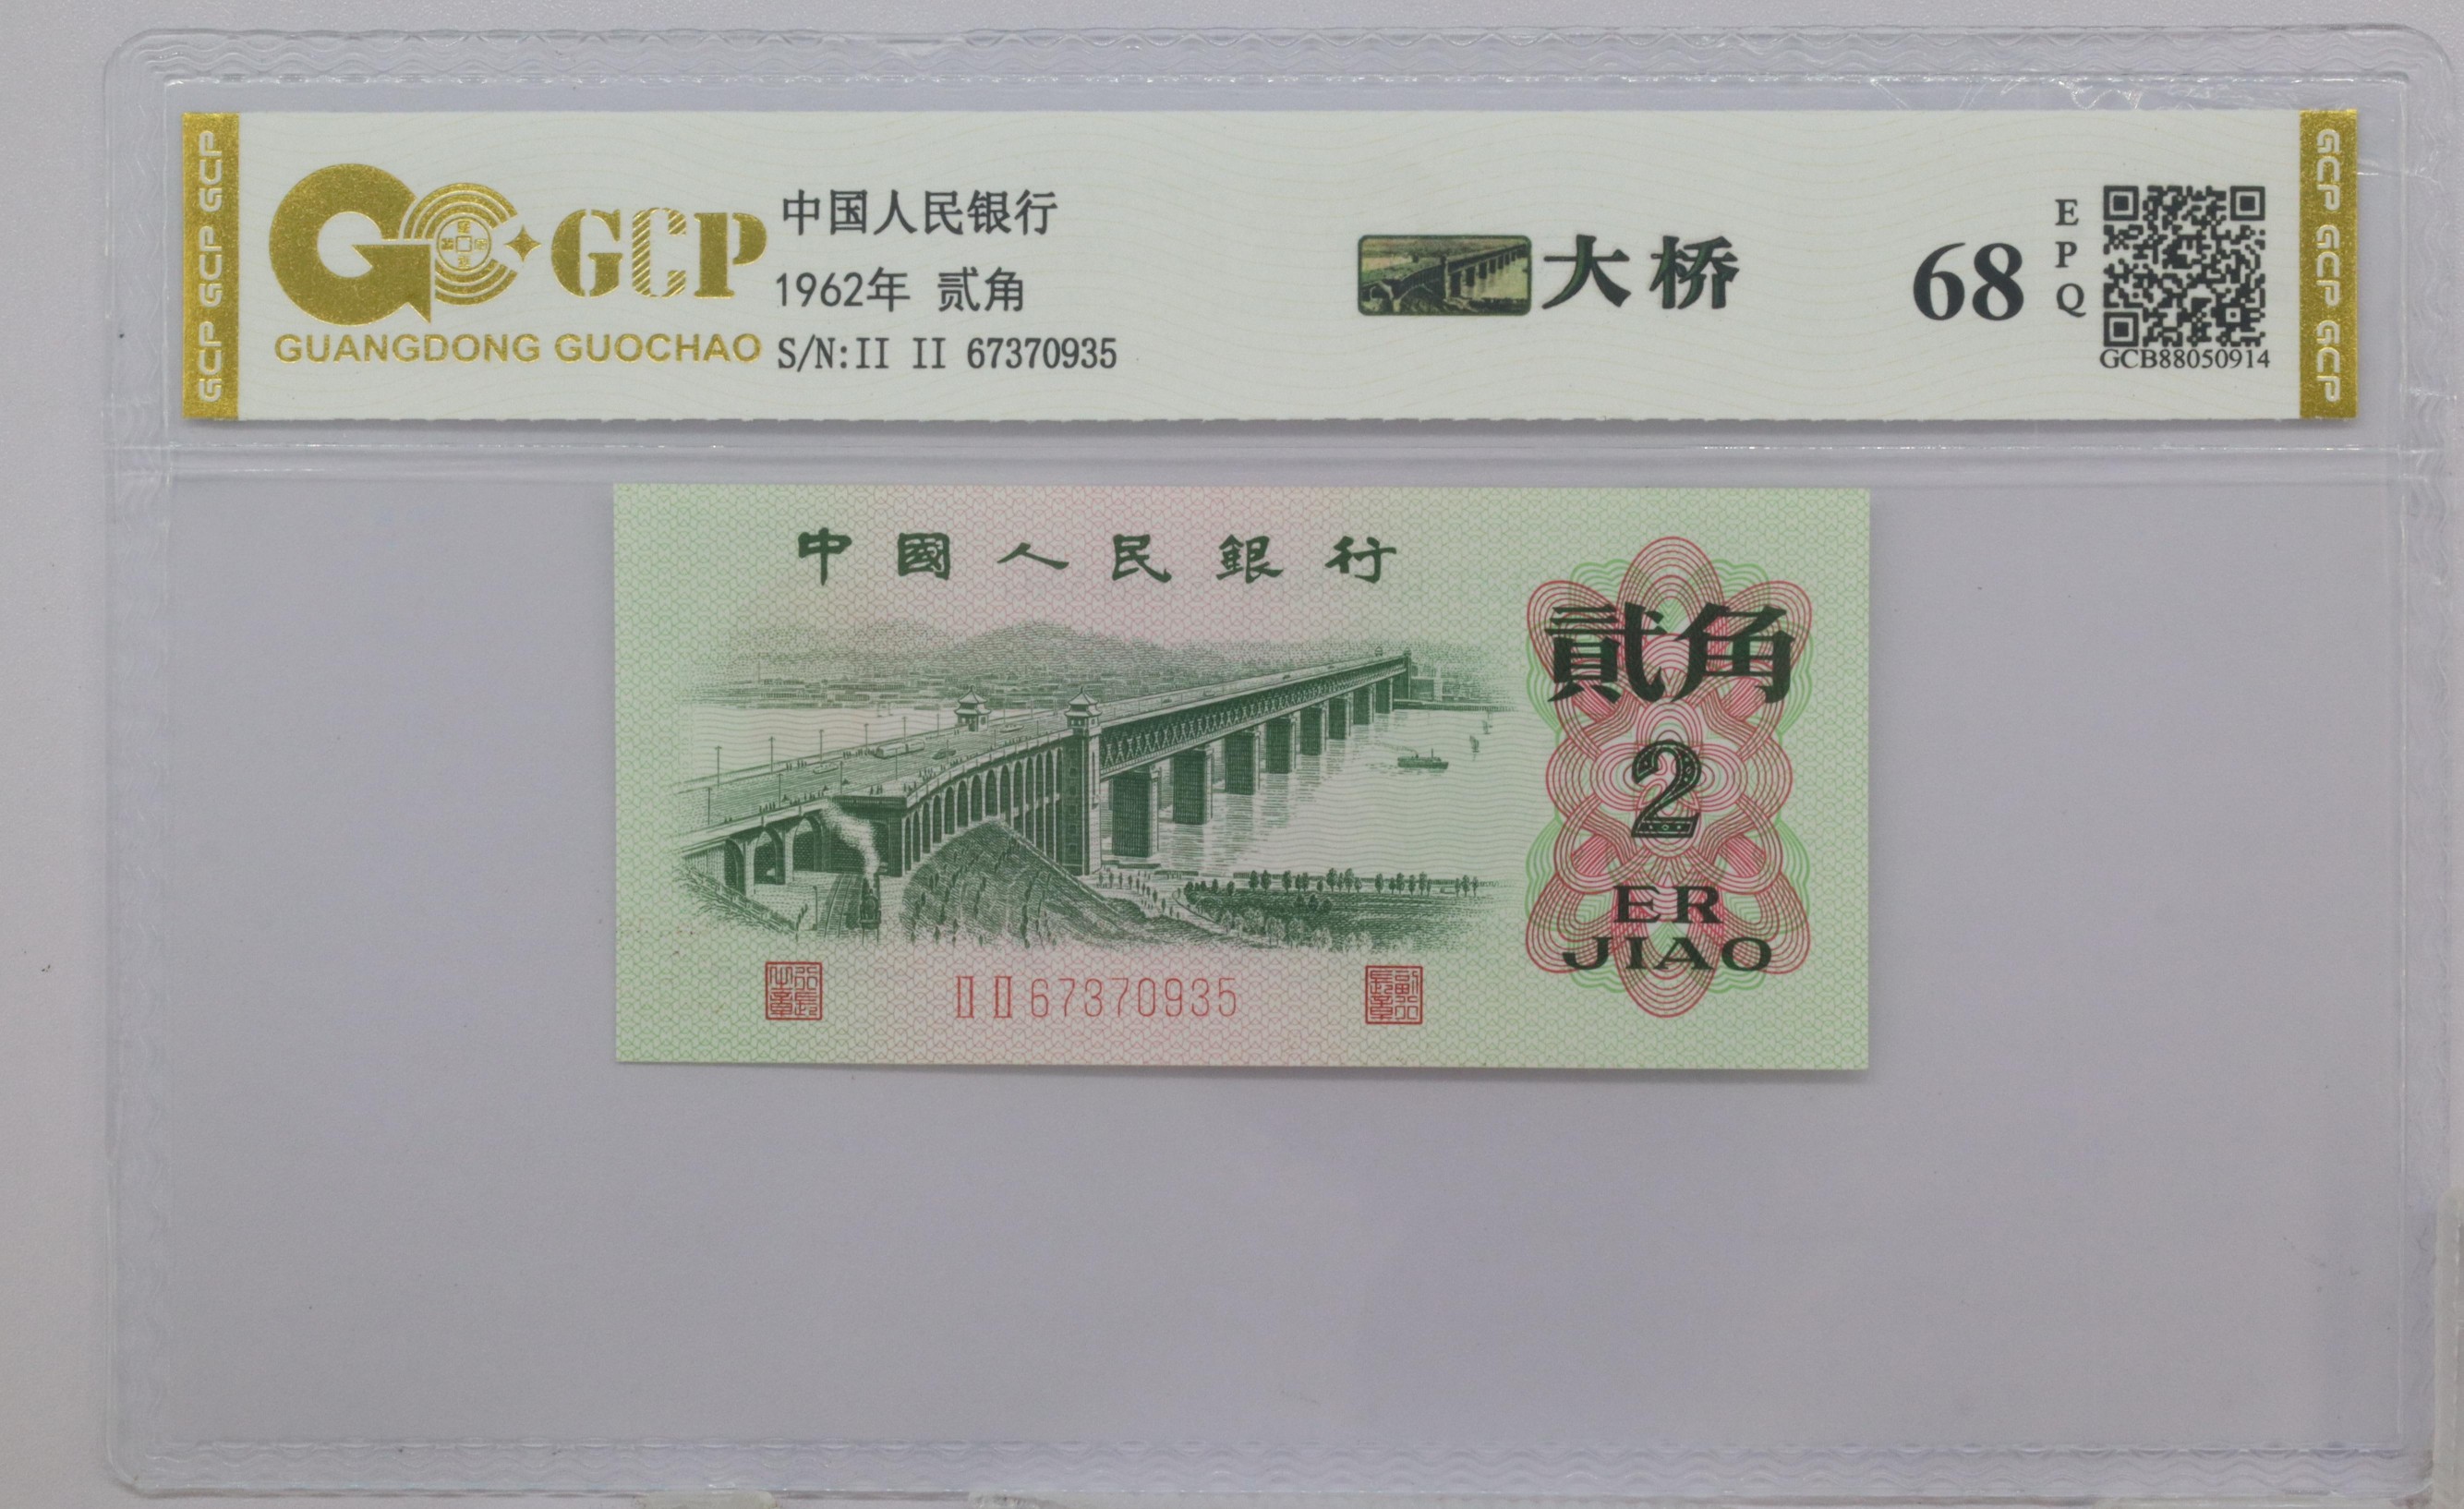 GCP GCP GCP
GCP
GUANGDONG GUOCHAO
中国人民银行
1962年 贰角
S/N:II II 67370935
大桥
68
E
P
Q
GCB88050914
GCP GCP GCP
中國人民銀行
貳角
2
ER
JIAO
II II 67370935